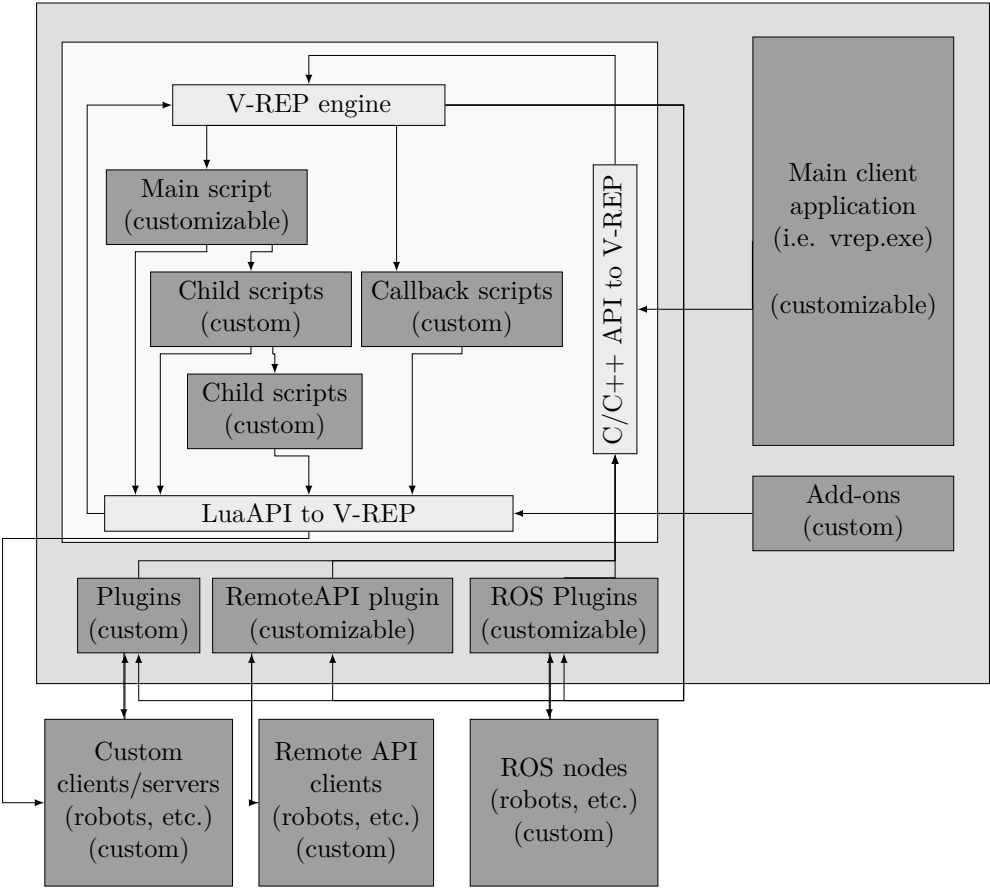 V-REP engine
Main script
(customizable)
Child scripts
(custom)
Callback scripts
(custom)
Child scripts
(custom)
LuaAPI to V-REP
C/C++ API to V-REP
Main client
application
(i.e. vrep.exe)
(customizable)
Add-ons
(custom)
Plugins
(custom)
RemoteAPI plugin
(customizable)
ROS Plugins
(customizable)
Custom
clients/servers
(robots, etc.)
(custom)
Remote API
clients
(robots, etc.)
(custom)
ROS nodes
(robots, etc.)
(custom)